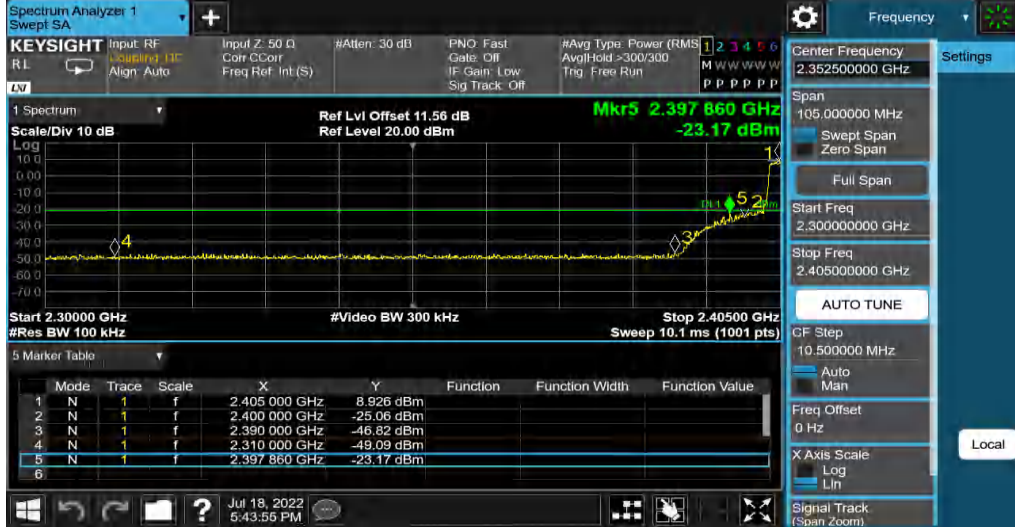 Spectrum Analyzer 1
Swept SA
+
Frequency
KEYSIGHT
RL
LXI
Input: RF
Coupling: DC
Align: Auto
Input Z: 50 Ω
Corr CCorr
Freq Ref: Int (S)
#Atten: 30 dB
PNO: Fast
Gate: Off
IF Gain: Low
Sig Track: Off
#Avg Type: Power (RMS
AvgHold:>300/300
Trig: Free Run
1 2 3 4 5 6
M W W W W W
P P P P P P
1 Spectrum
Scale/Div 10 dB
Ref Lvl Offset 11.56 dB
Ref Level 20.00 dBm
Mkr5 2.397 860 GHz
-23.17 dBm
Log
10.0
0.00
-10.0
-20.0
-30.0
-40.0
-50.0
-60.0
-70.0
1
5
2
3
4
Start 2.30000 GHz
#Video BW 300 kHz
Stop 2.40500 GHz
#Res BW 100 kHz
Sweep 10.1 ms (1001 pts)
5 Marker Table
Mode Trace Scale X Y Function Function Width Function Value
1 N 1 f 2.405 000 GHz 8.926 dBm
2 N 1 f 2.400 000 GHz -25.06 dBm
3 N 1 f 2.390 000 GHz -46.82 dBm
4 N 1 f 2.310 000 GHz -49.09 dBm
5 N 1 f 2.397 860 GHz -23.17 dBm
6
?
Jul 18, 2022
5:43:55 PM
Center Frequency
2.352500000 GHz
Span
105.000000 MHz
Swept Span
Zero Span
Full Span
Start Freq
2.300000000 GHz
Stop Freq
2.405000000 GHz
AUTO TUNE
CF Step
10.500000 MHz
Auto
Man
Freq Offset
0 Hz
X Axis Scale
Log
Lin
Signal Track
(Span Zoom)
Settings
Local